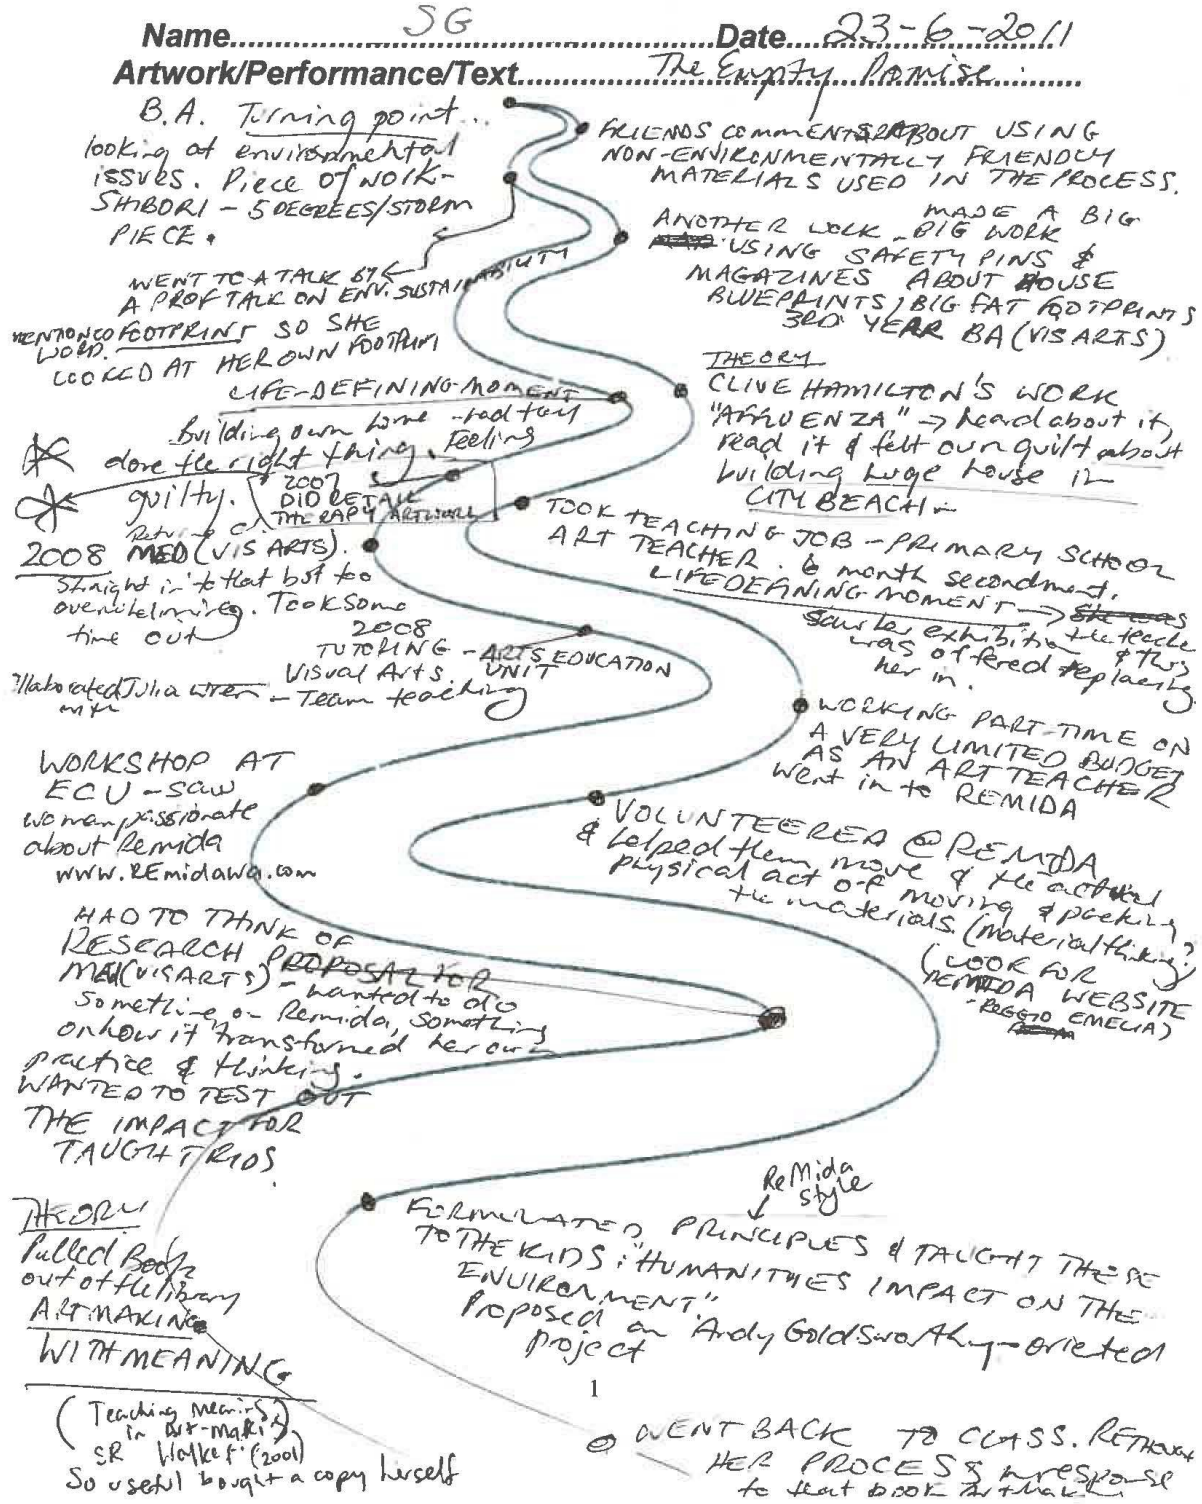 Name.......SG.......Date....23-6-2011
Artwork/Performance/Text.......The Empty Promise.......
B.A. Turning point...
looking at environmental
issues. Piece of work-
SHIBORI - 5 DEGREES/STORM
PIECE.
FRIENDS COMMENTS ABOUT USING
NON-ENVIRONMENTALLY FRIENDLY
MATERIALS USED IN THE PROCESS.
WENT TO A TALK BY
A PROF TALK ON ENV. SUSTAINABILITY
MENTIONED FOOTPRINT SO SHE
WORD.
LOOKED AT HER OWN FOOTPRINT
MADE A BIG
ANOTHER WORK - BIG WORK
USING SAFETY PINS &
MAGAZINES ABOUT HOUSE
BLUEPRINTS/BIG FAT FOOTPRINTS
3RD YEAR BA (VIS ARTS)
LIFE-DEFINING-MOMENT
Building own home - had they
done the right thing. Feeling
guilty.
2007
DID RETAIL
THERAPY ARTWORK
THEORY
CLIVE HAMILTON'S WORK
"AFFLUENZA" → heard about it,
read it & felt own guilt about
building huge house in
CITY BEACH -
2008 MED (VIS ARTS).
Straight in to that but too
overwhelming. Took some
time out
TOOK TEACHING JOB - PRIMARY SCHOOL
ART TEACHER. 6 month secondment.
LIFEDEFINING MOMENT → She was
Saw her exhibition & the teacher
was offered replacing
her in.
2008
TUTORING - ARTS EDUCATION
Visual Arts. UNIT
- Team teaching
Julia
WORKING PART-TIME ON
A VERY LIMITED BUDGET
AS AN ART TEACHER
Went in to REMIDA
WORKSHOP AT
ECU - saw
woman passionate
about Remida
www.REmidawa.com
VOLUNTEERED @ REMIDA
& helped them move & the actual
physical act of moving & packing
the materials. (material thinking?)
(LOOK FOR
REMIDA WEBSITE
- REGGIO EMELIA)
HAD TO THINK OF
RESEARCH PROPOSAL FOR
MED (VIS ARTS) - wanted to do
something on Remida, something
on how it transformed her own
practice & thinking.
WANTED TO TEST OUT
THE IMPACT FOR
TAUGHT KIDS.
ReMida
style
FORMULATED PRINCIPLES & TAUGHT THESE
TO THE KIDS: "HUMANITIES IMPACT ON THE
ENVIRONMENT".
Proposed an Andy Goldsworthy-oriented
project
THEORY
Pulled Book
out of the library
ART MAKING
WITH MEANING
(Teaching Meaning
in Art-Making)
SR Walker (2001)
So useful bought a copy herself
1
WENT BACK TO CLASS. RETHOUGHT
HER PROCESS in response
to that book